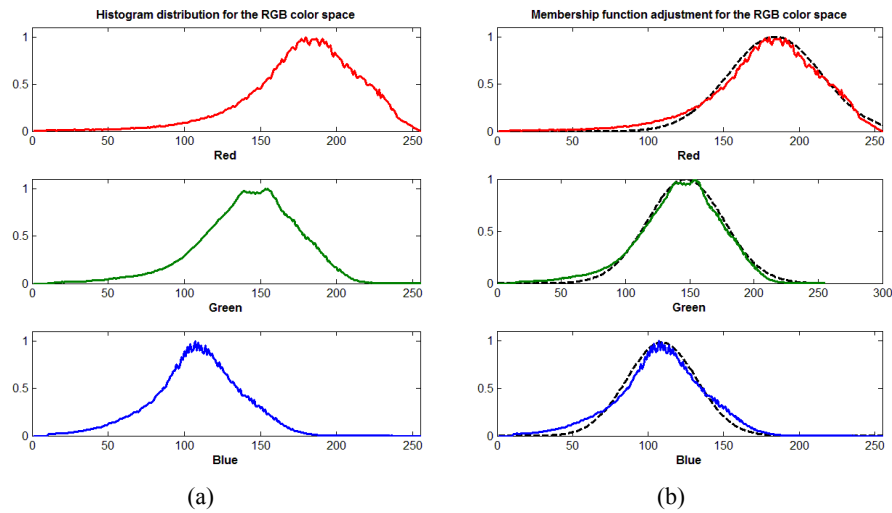 Histogram distribution for the RGB color space
1
0.5
0
0 50 100 150 200 250
Red
1
0.5
0
0 50 100 150 200 250
Green
1
0.5
0
0 50 100 150 200 250
Blue
(a)
Membership function adjustment for the RGB color space
1
0.5
0
0 50 100 150 200 250
Red
1
0.5
0
0 50 100 150 200 250 300
Green
1
0.5
0
0 50 100 150 200 250
Blue
(b)